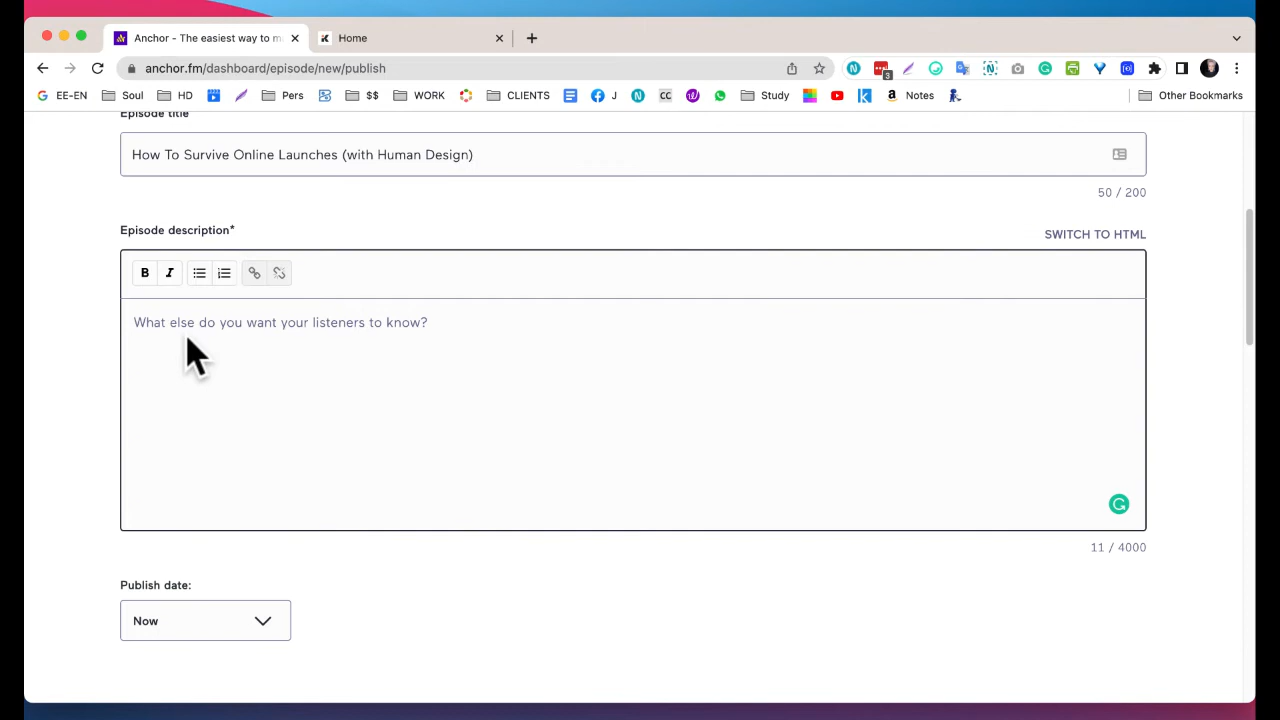 Anchor - The easiest way to m
Home
anchor.fm/dashboard/episode/new/publish
3
EE-EN Soul HD Pers $$ WORK CLIENTS J CC Study Notes Other Bookmarks
Episode title
How To Survive Online Launches (with Human Design)
50 / 200
Episode description*
SWITCH TO HTML
B I
What else do you want your listeners to know?
11 / 4000
Publish date:
Now